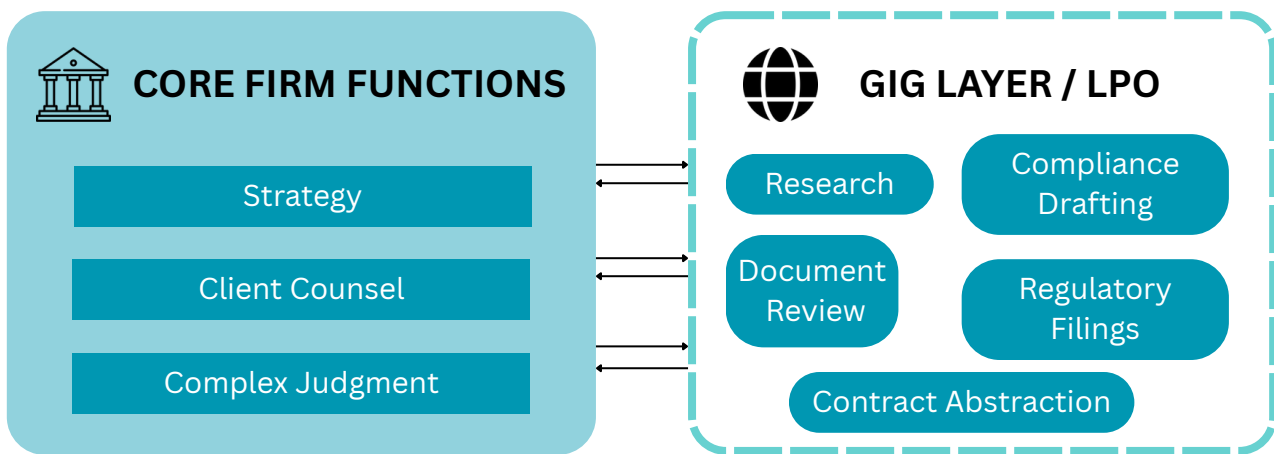 CORE FIRM FUNCTIONS
Strategy
Client Counsel
Complex Judgment
GIG LAYER / LPO
Research
Compliance
Drafting
Document
Review
Regulatory
Filings
Contract Abstraction